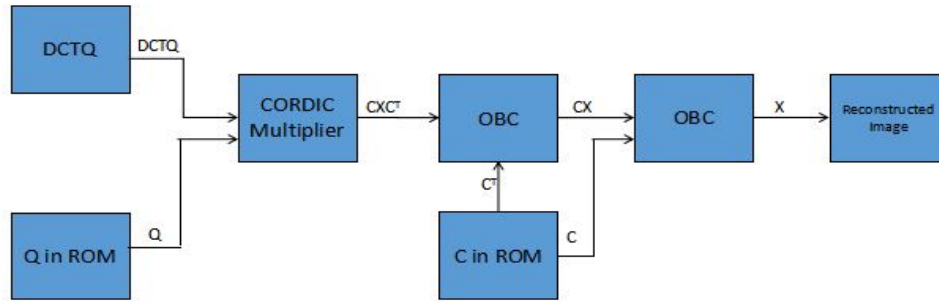 DCTQ
DCTQ
CORDIC
Multiplier
CXCᵀ
OBC
CX
OBC
X
Reconstructed
Image
Cᵀ
Q in ROM
Q
C in ROM
C